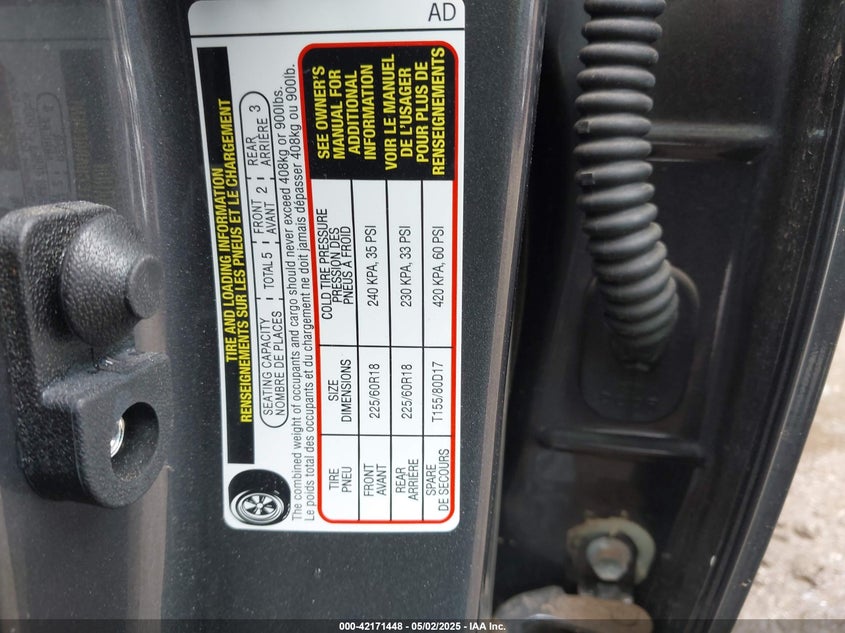 AD
TIRE AND LOADING INFORMATION
RENSEIGNEMENTS SUR LES PNEUS ET LE CHARGEMENT
SEATING CAPACITY TOTAL 5 FRONT 2 REAR 3
NOMBRE DE PLACES AVANT ARRIÈRE
The combined weight of occupants and cargo should never exceed 408kg or 900lbs.
Le poids total des occupants et du chargement ne doit jamais dépasser 408kg ou 900lb.
TIRE SIZE COLD TIRE PRESSURE
PNEU DIMENSIONS PRESSION DES
PNEUS À FROID
FRONT 225/60R18 240 KPA, 35 PSI
AVANT
REAR 225/60R18 230 KPA, 33 PSI
ARRIÈRE
SPARE T155/80D17 420 KPA, 60 PSI
DE SECOURS
SEE OWNER'S
MANUAL FOR
ADDITIONAL
INFORMATION
VOIR LE MANUEL
DE L'USAGER
POUR PLUS DE
RENSEIGNEMENTS
000-42171448 - 05/02/2025 - IAA Inc.